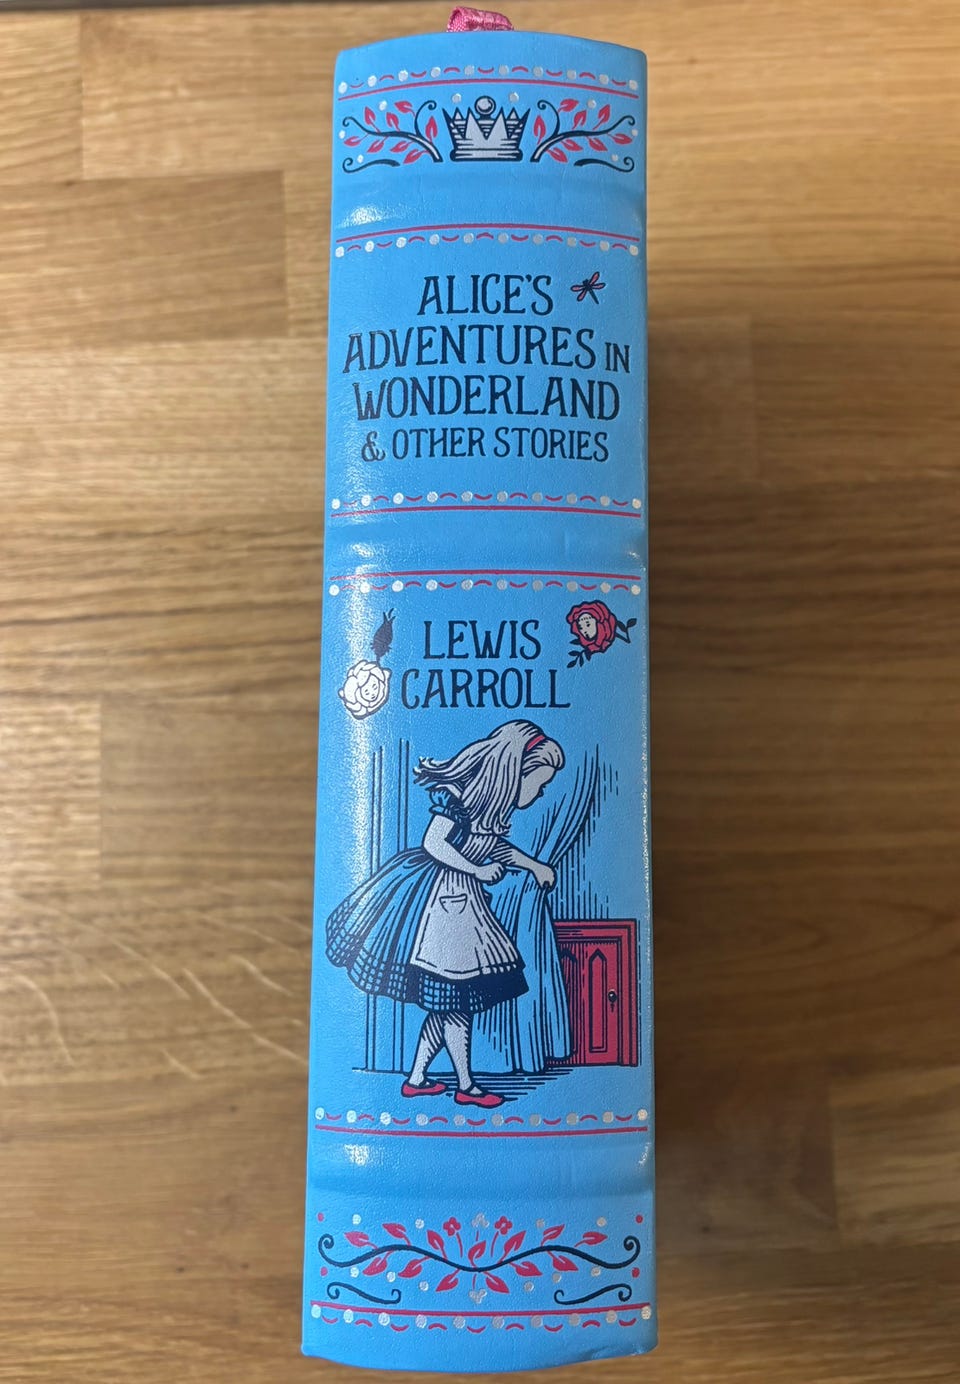 ALICE'S
ADVENTURES IN
WONDERLAND
& OTHER STORIES
LEWIS
CARROLL